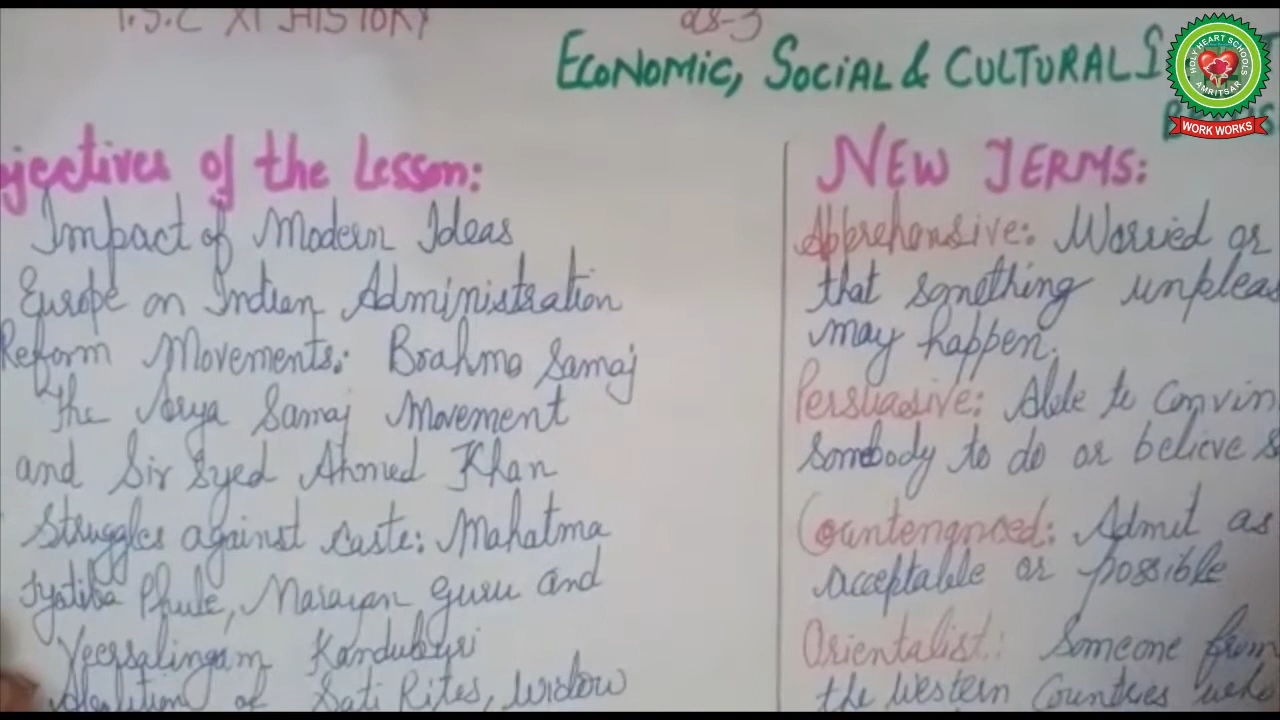 I.S.C XI HISTORY
ECONOMIC, SOCIAL & CULTURAL
HOLY HEART SCHOOLS
AMRITSAR
WORK WORKS
jectives of the Lesson:
Impact of Modern Ideas
Europe on Indian Administration
Reform Movements: Brahmo Samaj
The Arya Samaj Movement
and Sir Syed Ahmed Khan
Struggles against caste: Mahatma
Jyotiba Phule, Narayan Guru and
Veersalingam Kandukuri
Abolition of Sati Rites, Widow
NEW TERMS:
Apprehensive: Worried or
that something unpleas
may happen.
Persuasive: Able to convin
somebody to do or believe s
Countenanced: Admit as
acceptable or possible
Orientalist: Someone from
the Western Countries who